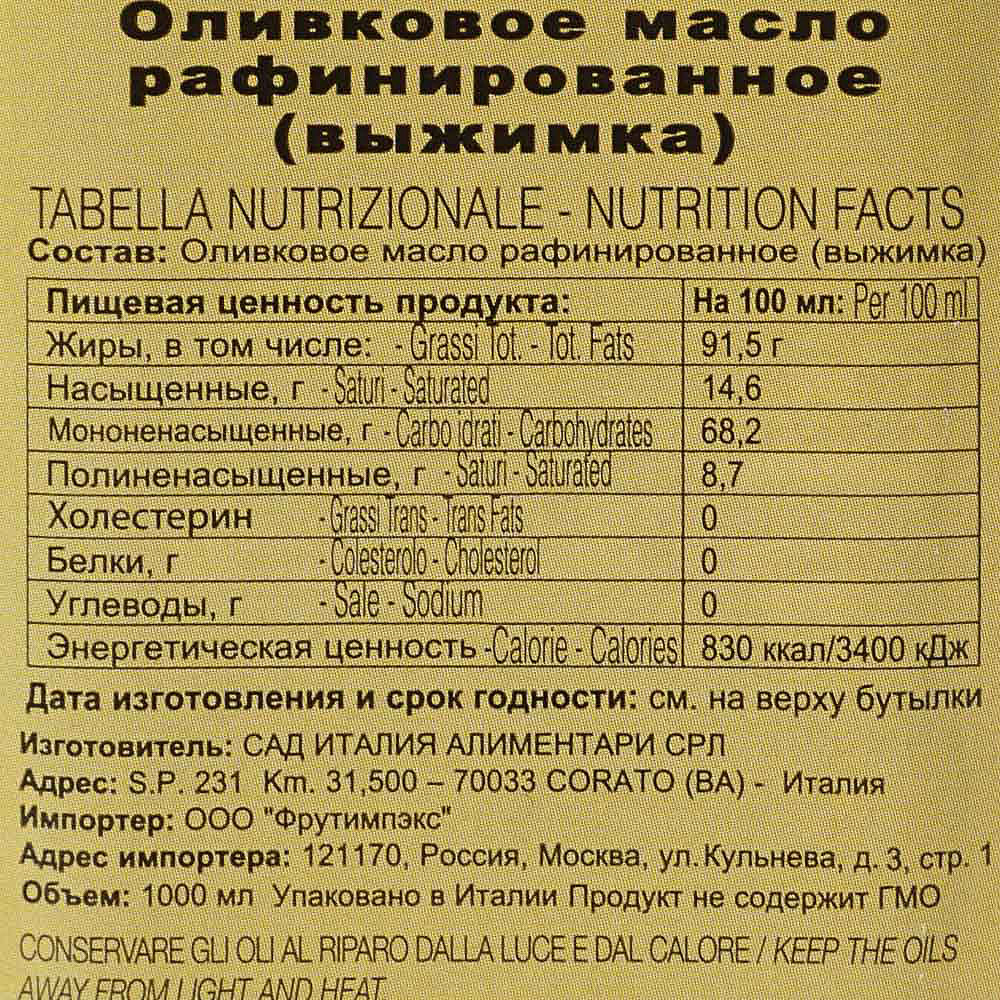 Оливковое масло
рафинированное
(выжимка)
TABELLA NUTRIZIONALE - NUTRITION FACTS
Состав: Оливковое масло рафинированное (выжимка)
Пищевая ценность продукта: На 100 мл: Per 100 ml
Жиры, в том числе: - Grassi Tot. - Tot. Fats 91,5 г
Насыщенные, г - Saturi - Saturated 14,6
Мононенасыщенные, г - Carbo idrati - Carbohydrates 68,2
Полиненасыщенные, г - Saturi - Saturated 8,7
Холестерин - Grassi Trans - Trans Fats 0
Белки, г - Colesterolo - Cholesterol 0
Углеводы, г - Sale - Sodium 0
Энергетическая ценность -Calorie - Calories 830 ккал/3400 кДж
Дата изготовления и срок годности: см. на верху бутылки
Изготовитель: САД ИТАЛИЯ АЛИМЕНТАРИ СРЛ
Адрес: S.P. 231 Km. 31,500 – 70033 CORATO (BA) - Италия
Импортер: ООО "Фрутимпэкс"
Адрес импортера: 121170, Россия, Москва, ул.Кульнева, д. 3, стр. 1
Объем: 1000 мл Упаковано в Италии Продукт не содержит ГМО
CONSERVARE GLI OLI AL RIPARO DALLA LUCE E DAL CALORE / KEEP THE OILS
AWAY FROM LIGHT AND HEAT